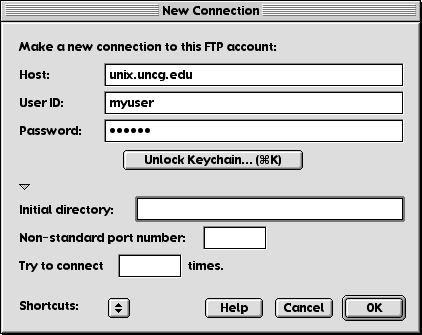 New Connection
Make a new connection to this FTP account:
Host: unix.uncg.edu
User ID: myuser
Password: ••••••
Unlock Keychain... (⌘K)
Initial directory:
Non-standard port number:
Try to connect times.
Shortcuts: Help Cancel OK